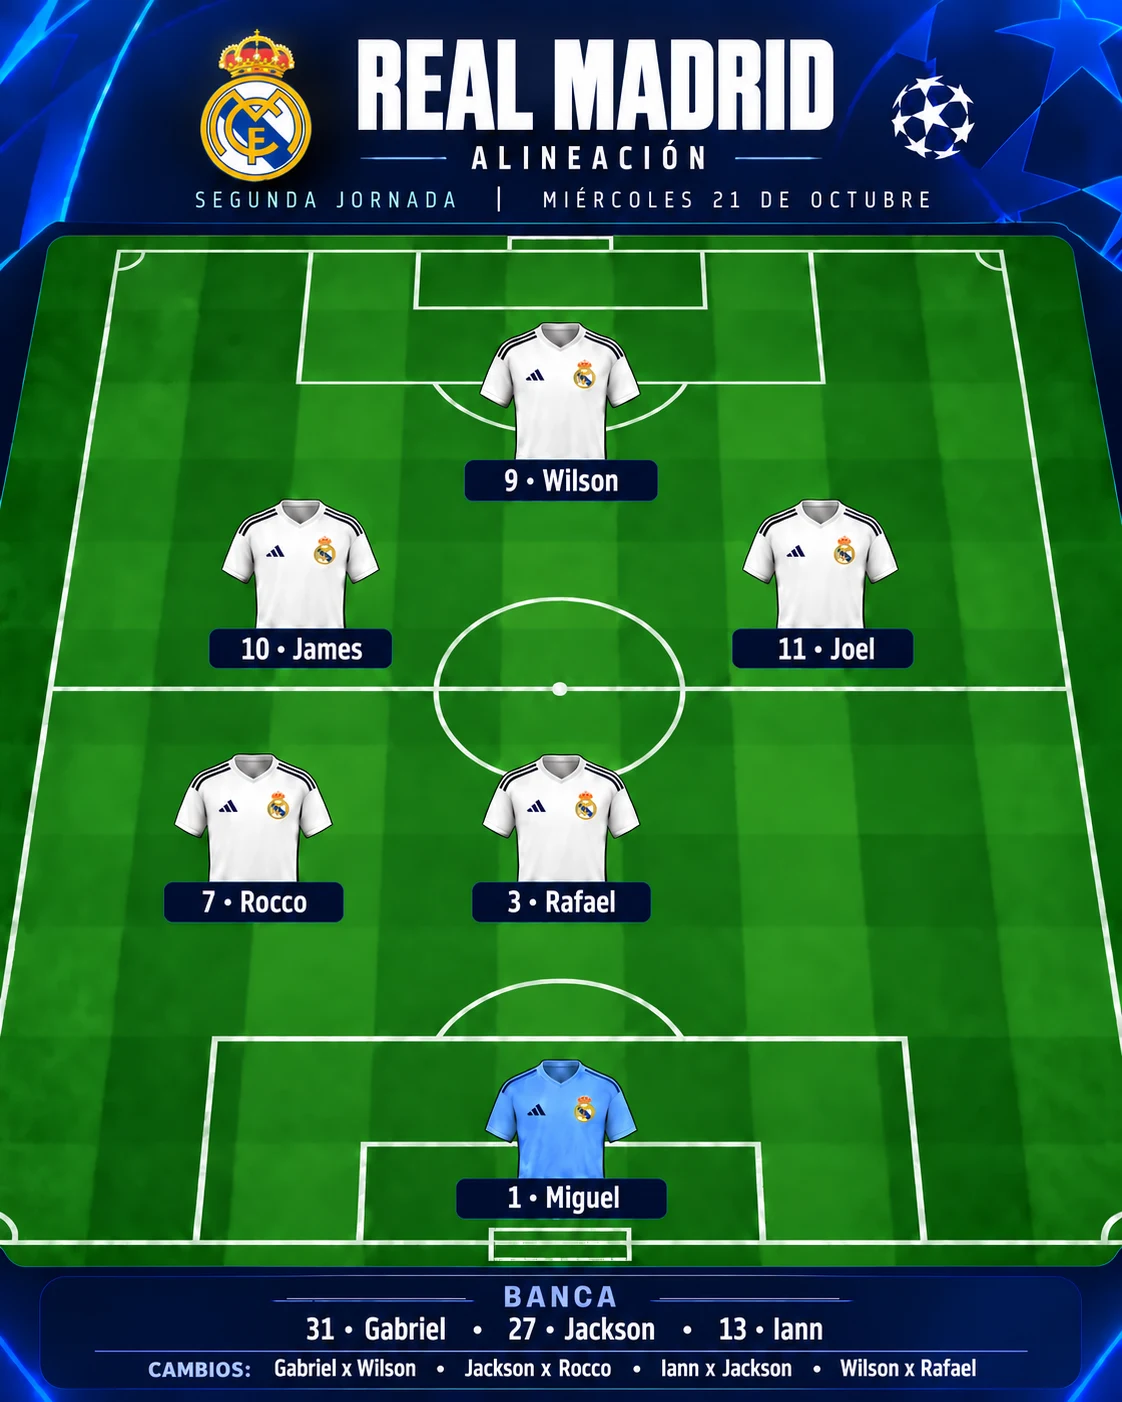 REAL MADRID
ALINEACIÓN
SEGUNDA JORNADA | MIÉRCOLES 21 DE OCTUBRE
9 • Wilson
10 • James
11 • Joel
7 • Rocco
3 • Rafael
1 • Miguel
BANCA
31 • Gabriel • 27 • Jackson • 13 • Iann
CAMBIOS: Gabriel x Wilson • Jackson x Rocco • Iann x Jackson • Wilson x Rafael